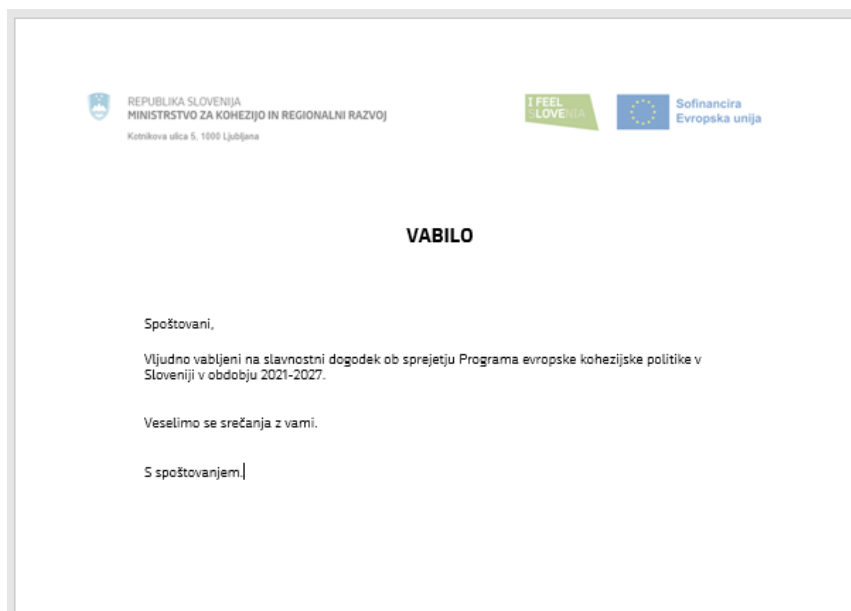 REPUBLIKA SLOVENIJA
MINISTRSTVO ZA KOHEZIJO IN REGIONALNI RAZVOJ
Kotnikova ulica 5, 1000 Ljubljana
I FEEL
SLOVENIA
Sofinancira
Evropska unija
VABILO
Spoštovani,
Vljudno vabljeni na slavnostni dogodek ob sprejetju Programa evropske kohezijske politike v
Sloveniji v obdobju 2021-2027.
Veselimo se srečanja z vami.
S spoštovanjem.